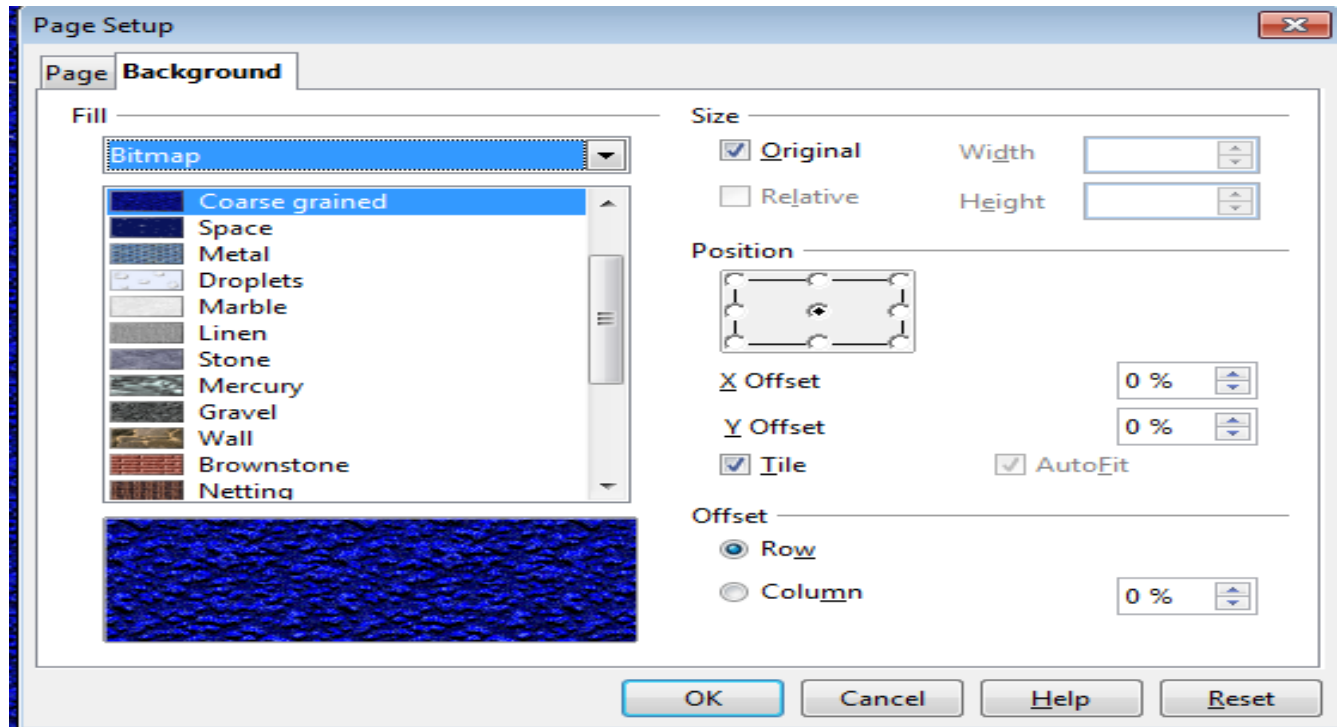 Page Setup
Page Background
Fill
Bitmap
Coarse grained
Space
Metal
Droplets
Marble
Linen
Stone
Mercury
Gravel
Wall
Brownstone
Netting
Size
Original Width
Relative Height
Position
X Offset 0 %
Y Offset 0 %
Tile AutoFit
Offset
Row
Column 0 %
OK Cancel Help Reset